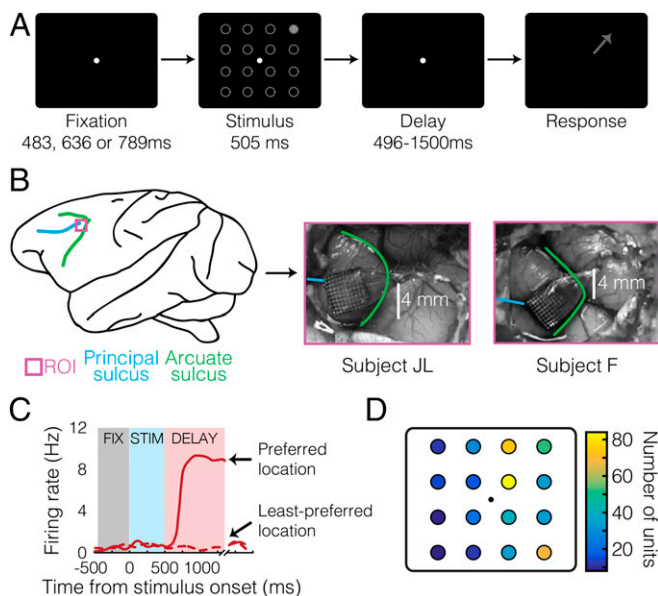 A
Fixation
483, 636 or 789ms
Stimulus
505 ms
Delay
496-1500ms
Response
B
ROI
Principal
sulcus
Arcuate
sulcus
4 mm
Subject JL
4 mm
Subject F
C
Firing rate (Hz)
12
8
4
0
FIX STIM DELAY
Preferred
location
Least-preferred
location
-500 0 500 1000
Time from stimulus onset (ms)
D
80
60
40
20
Number of units